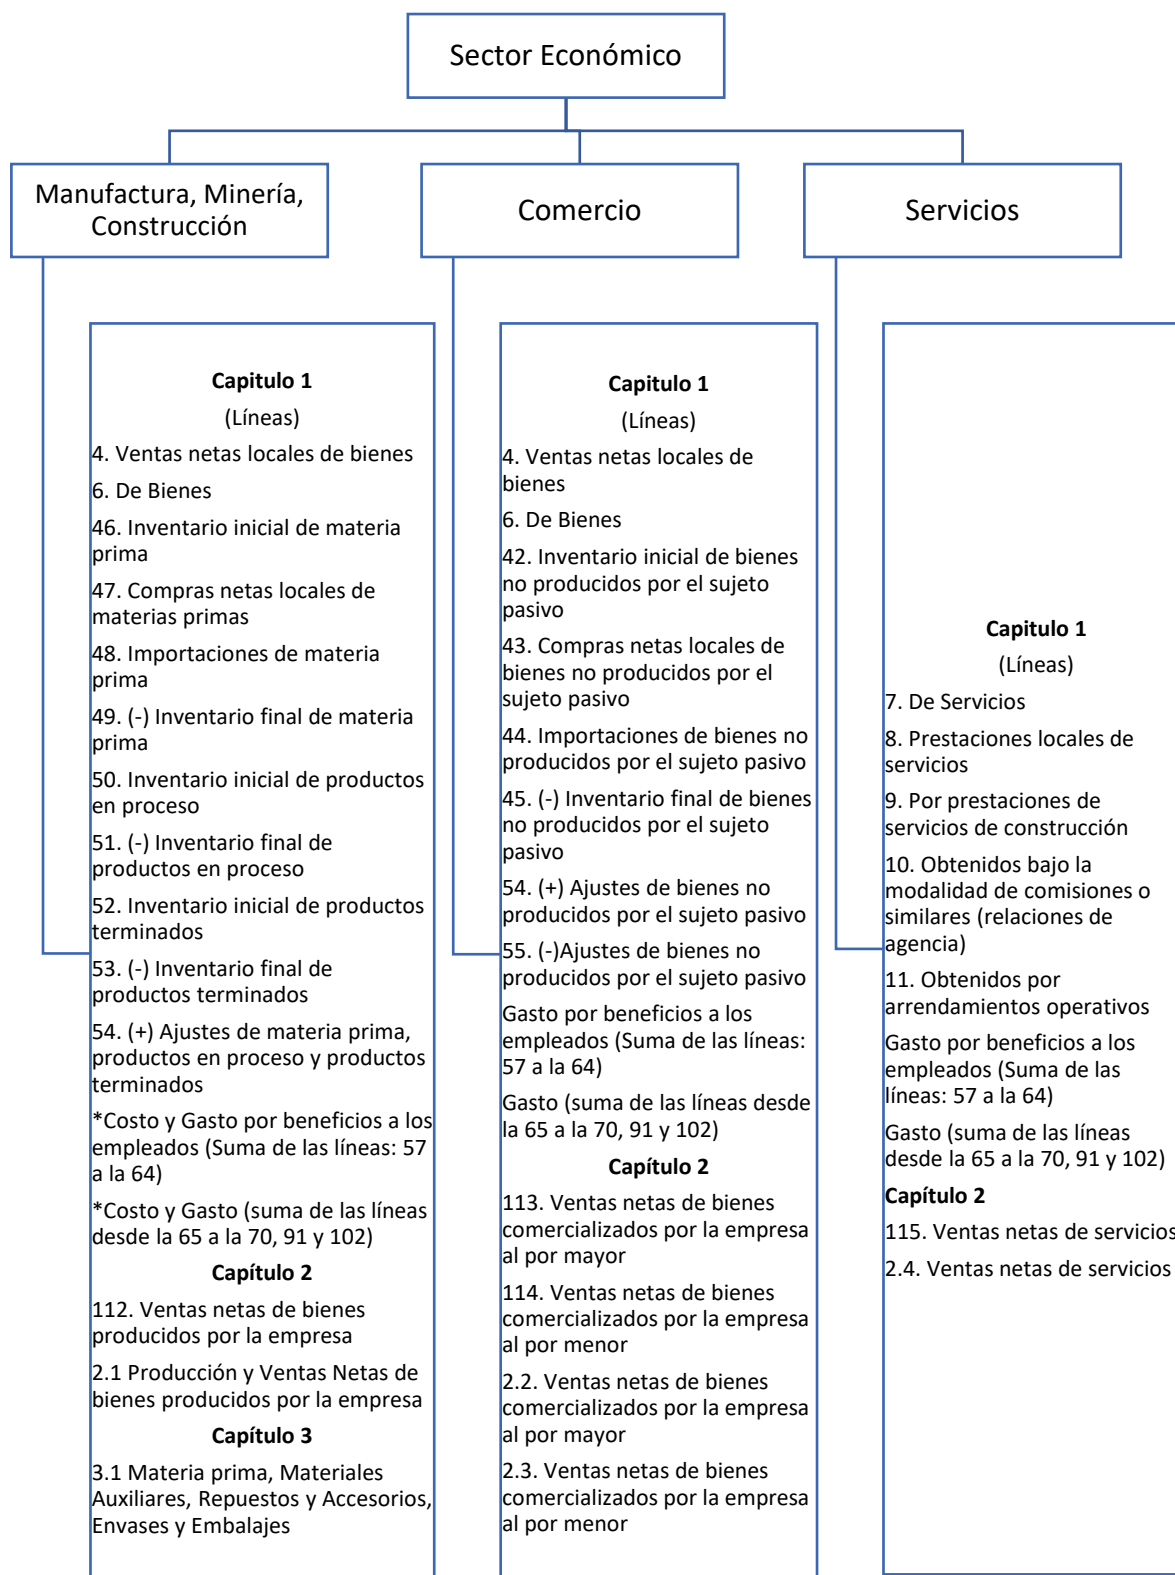 Sector Económico
Manufactura, Minería,
Construcción
Comercio
Servicios
Capitulo 1
(Líneas)
4. Ventas netas locales de bienes
6. De Bienes
46. Inventario inicial de materia
prima
47. Compras netas locales de
materias primas
48. Importaciones de materia
prima
49. (-) Inventario final de materia
prima
50. Inventario inicial de productos
en proceso
51. (-) Inventario final de
productos en proceso
52. Inventario inicial de productos
terminados
53. (-) Inventario final de
productos terminados
54. (+) Ajustes de materia prima,
productos en proceso y productos
terminados
*Costo y Gasto por beneficios a los
empleados (Suma de las líneas: 57
a la 64)
*Costo y Gasto (suma de las líneas
desde la 65 a la 70, 91 y 102)
Capítulo 2
112. Ventas netas de bienes
producidos por la empresa
2.1 Producción y Ventas Netas de
bienes producidos por la empresa
Capítulo 3
3.1 Materia prima, Materiales
Auxiliares, Repuestos y Accesorios,
Envases y Embalajes
Capitulo 1
(Líneas)
4. Ventas netas locales de
bienes
6. De Bienes
42. Inventario inicial de bienes
no producidos por el sujeto
pasivo
43. Compras netas locales de
bienes no producidos por el
sujeto pasivo
44. Importaciones de bienes no
producidos por el sujeto pasivo
45. (-) Inventario final de bienes
no producidos por el sujeto
pasivo
54. (+) Ajustes de bienes no
producidos por el sujeto pasivo
55. (-)Ajustes de bienes no
producidos por el sujeto pasivo
Gasto por beneficios a los
empleados (Suma de las líneas:
57 a la 64)
Gasto (suma de las líneas desde
la 65 a la 70, 91 y 102)
Capítulo 2
113. Ventas netas de bienes
comercializados por la empresa
al por mayor
114. Ventas netas de bienes
comercializados por la empresa
al por menor
2.2. Ventas netas de bienes
comercializados por la empresa
al por mayor
2.3. Ventas netas de bienes
comercializados por la empresa
al por menor
Capitulo 1
(Líneas)
7. De Servicios
8. Prestaciones locales de
servicios
9. Por prestaciones de
servicios de construcción
10. Obtenidos bajo la
modalidad de comisiones o
similares (relaciones de
agencia)
11. Obtenidos por
arrendamientos operativos
Gasto por beneficios a los
empleados (Suma de las
líneas: 57 a la 64)
Gasto (suma de las líneas
desde la 65 a la 70, 91 y 102)
Capítulo 2
115. Ventas netas de servicios
2.4. Ventas netas de servicios